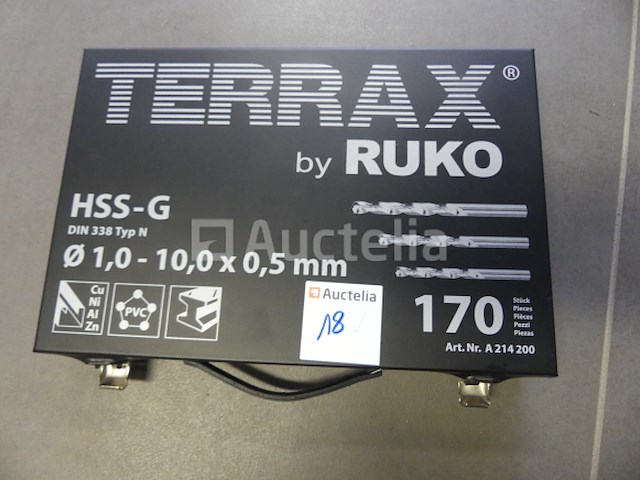 TERRAX®
by RUKO
HSS-G
DIN 338 Typ N
Auctelia
Ø 1,0 - 10,0 x 0,5 mm
Cu
Ni
Al
Zn
PVC
Auctelia
18
170
Stück
Pieces
Pièces
Pezzi
Piezas
Art. Nr. A 214 200